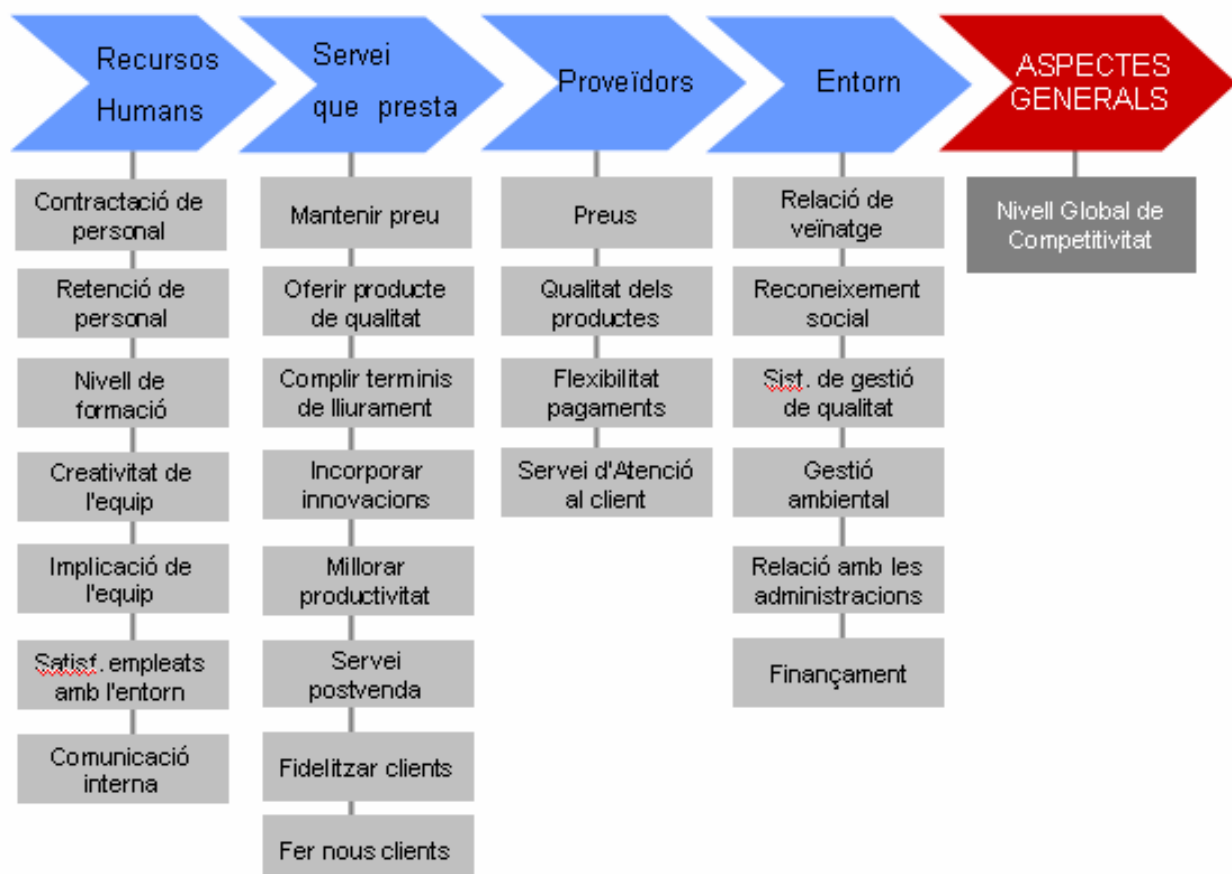 Recursos
Humans
Contractació de
personal
Retenció de
personal
Nivell de
formació
Creativitat de
l'equip
Implicació de
l'equip
Satisf. empleats
amb l'entorn
Comunicació
interna
Servei
que presta
Mantenir preu
Oferir producte
de qualitat
Complir terminis
de lliurament
Incorporar
innovacions
Millorar
productivitat
Servei
postvenda
Fidelitzar clients
Fer nous clients
Proveïdors
Preus
Qualitat dels
productes
Flexibilitat
pagaments
Servei d'Atenció
al client
Entorn
Relació de
veïnatge
Reconeixement
social
Sist. de gestió
de qualitat
Gestió
ambiental
Relació amb les
administracions
Finançament
ASPECTES
GENERALS
Nivell Global de
Competitivitat